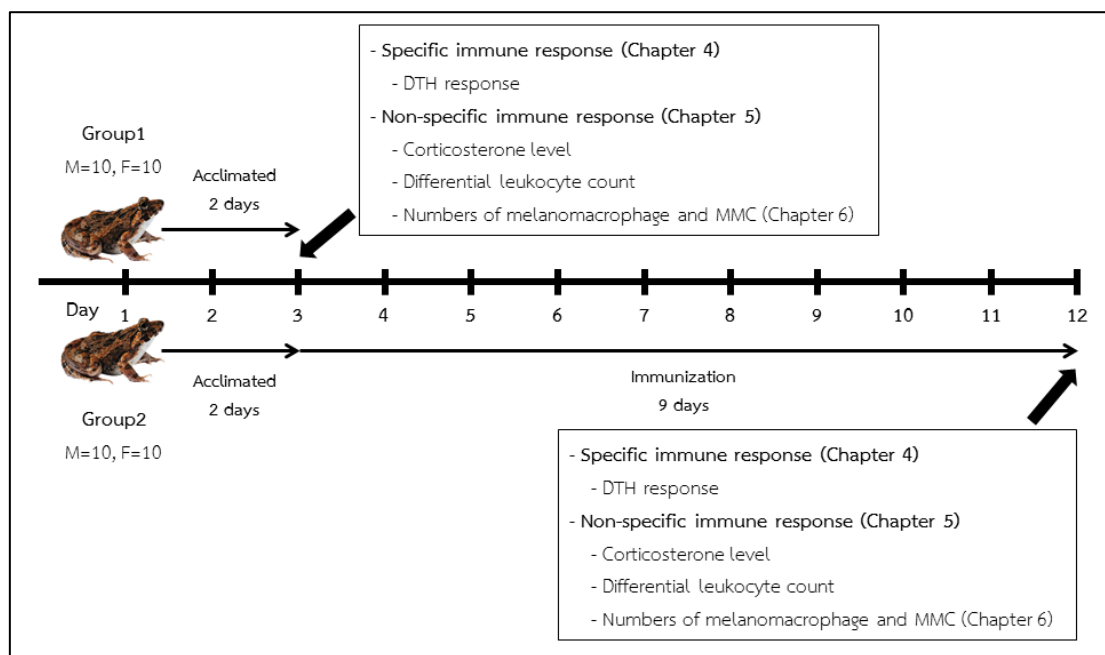 - Specific immune response (Chapter 4)
- DTH response
- Non-specific immune response (Chapter 5)
- Corticosterone level
- Differential leukocyte count
- Numbers of melanomacrophage and MMC (Chapter 6)
Group1
M=10, F=10
Acclimated
2 days
Day
1 2 3 4 5 6 7 8 9 10 11 12
Acclimated
2 days
Immunization
9 days
Group2
M=10, F=10
- Specific immune response (Chapter 4)
- DTH response
- Non-specific immune response (Chapter 5)
- Corticosterone level
- Differential leukocyte count
- Numbers of melanomacrophage and MMC (Chapter 6)